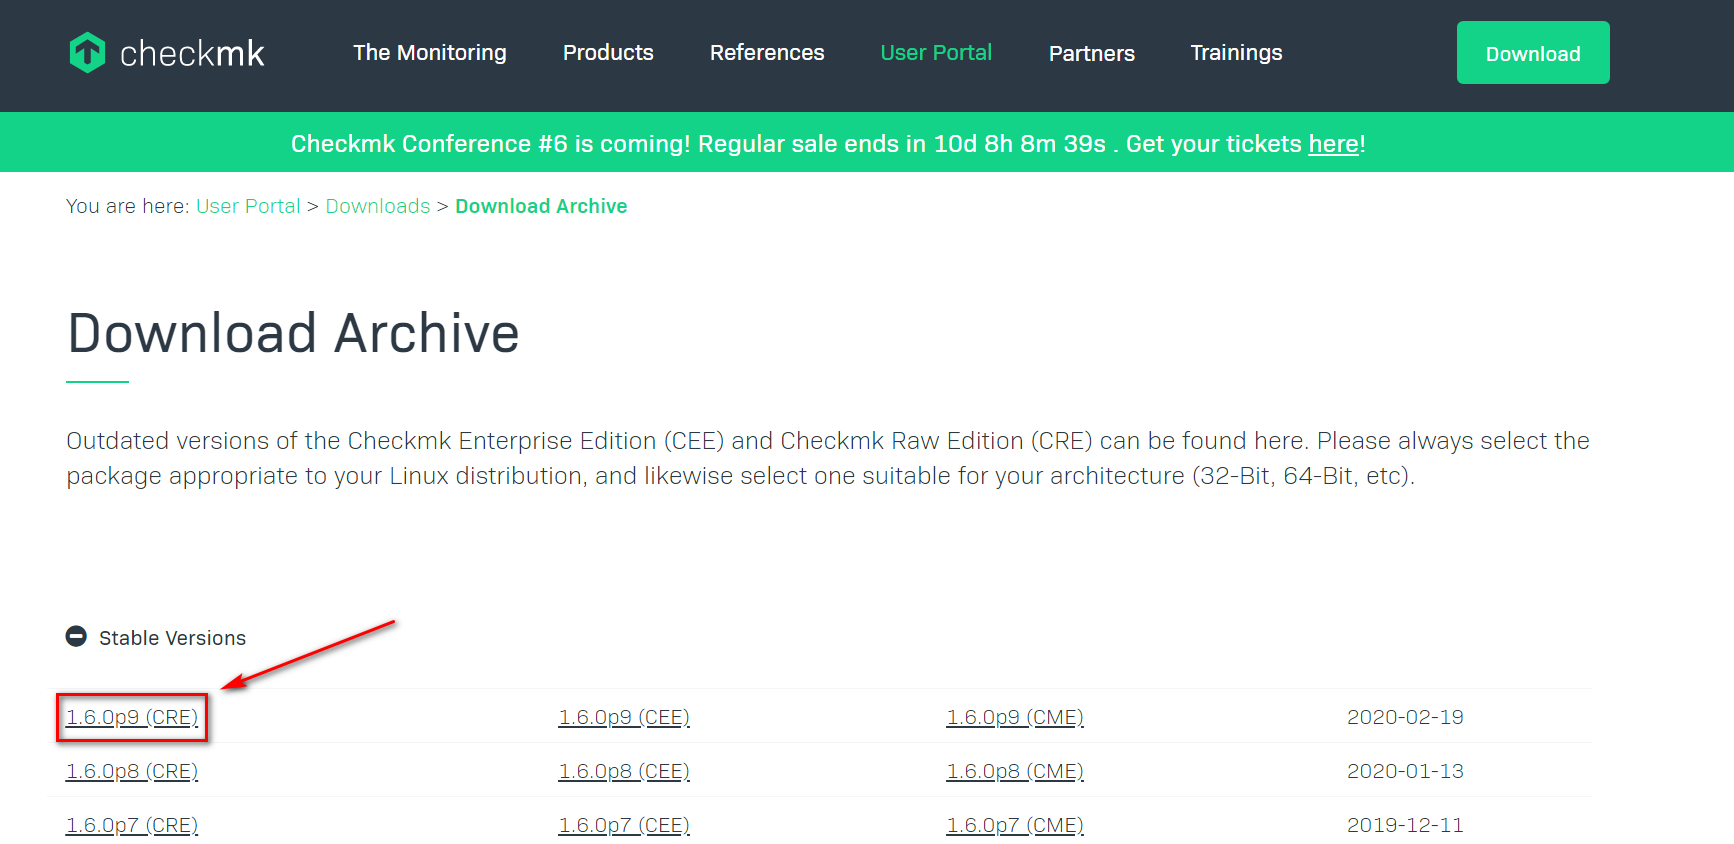 checkmk The Monitoring Products References User Portal Partners Trainings Download
Checkmk Conference #6 is coming! Regular sale ends in 10d 8h 8m 39s . Get your tickets here!
You are here: User Portal > Downloads > Download Archive
Download Archive
Outdated versions of the Checkmk Enterprise Edition (CEE) and Checkmk Raw Edition (CRE) can be found here. Please always select the
package appropriate to your Linux distribution, and likewise select one suitable for your architecture (32-Bit, 64-Bit, etc).
Stable Versions
1.6.0p9 (CRE) 1.6.0p9 (CEE) 1.6.0p9 (CME) 2020-02-19
1.6.0p8 (CRE) 1.6.0p8 (CEE) 1.6.0p8 (CME) 2020-01-13
1.6.0p7 (CRE) 1.6.0p7 (CEE) 1.6.0p7 (CME) 2019-12-11